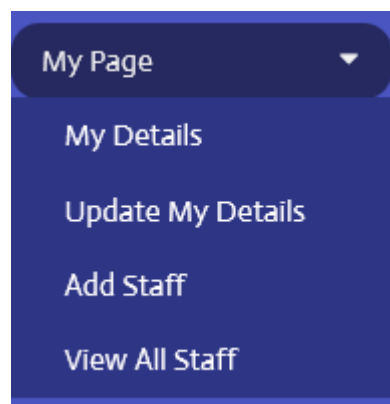 My Page
My Details
Update My Details
Add Staff
View All Staff